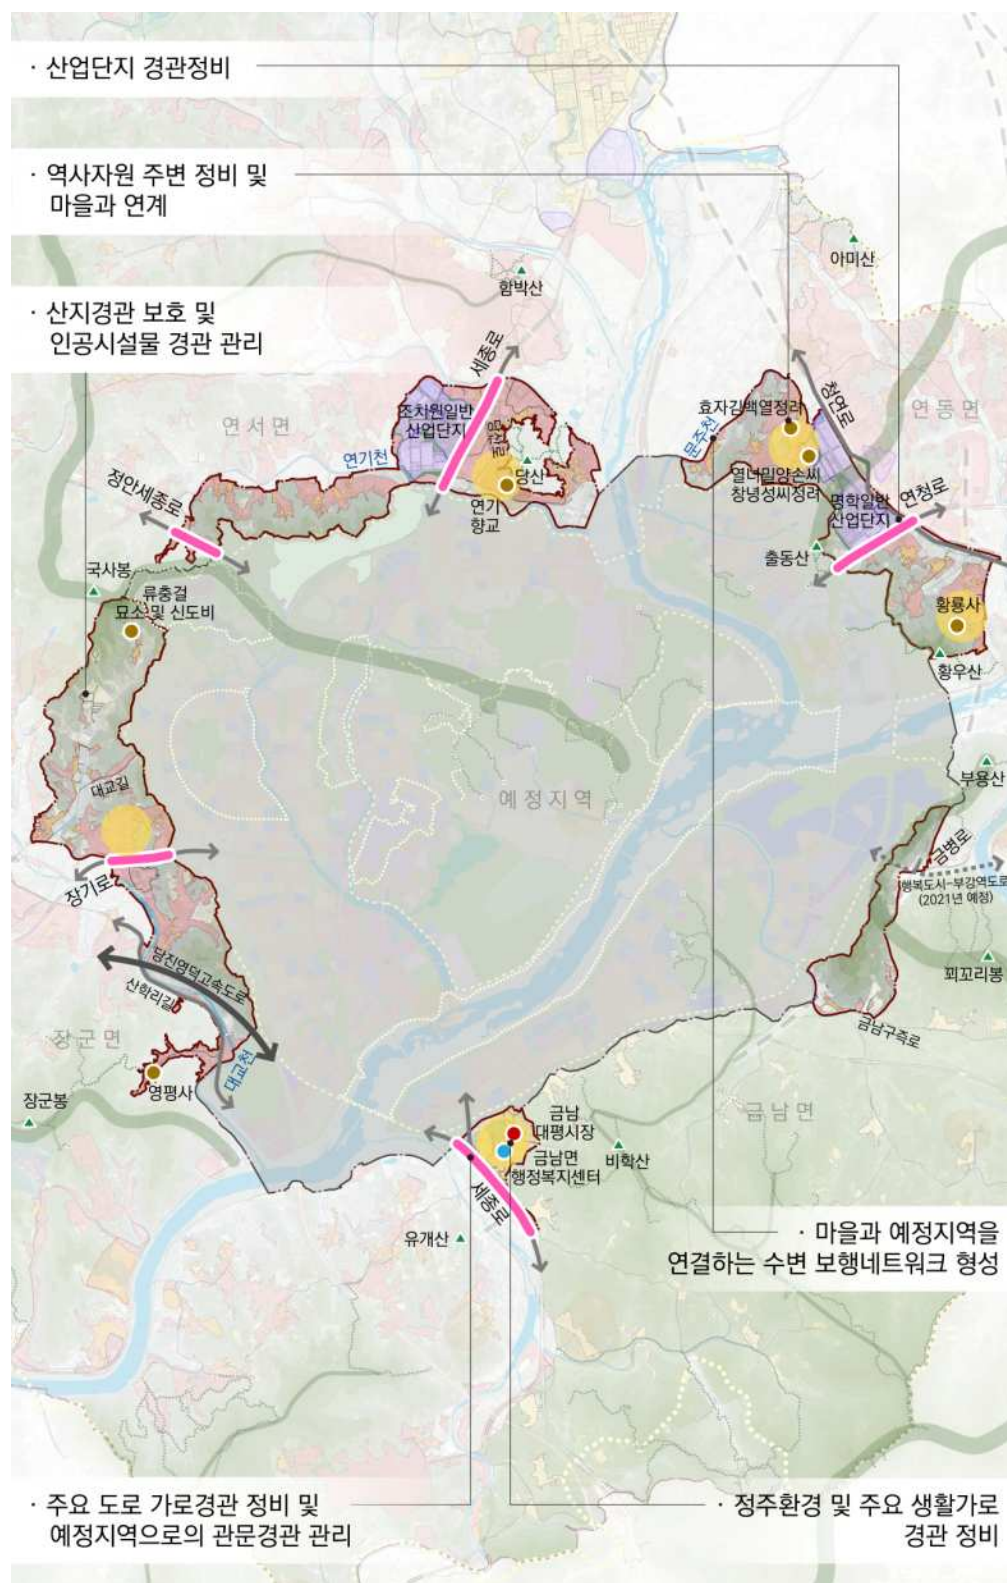 · 산업단지 경관정비
· 역사자원 주변 정비 및
마을과 연계
아미산
함박산
· 산지경관 보호 및
인공시설물 경관 관리
세종로
청연로
연서면
조치원일반
산업단지
당산로
연기천
당산
연기
향교
효자김백열정려
문주천
연동면
열녀밀양손씨
창녕성씨정려
명학일반
산업단지
연청로
정안세종로
출동산
국사봉
류충걸
묘소 및 신도비
황룡사
황우산
부용산
대교길
예정지역
금병로
행복도시-부강역도로
(2021년 예정)
장기로
꾀꼬리봉
당진영덕고속도로
산학리길
장군면
금남구즉로
대교천
영평사
장군봉
금남면
금남
대평시장
금남면
행정복지센터
비학산
세종로
유개산
· 마을과 예정지역을
연결하는 수변 보행네트워크 형성
· 주요 도로 가로경관 정비 및
예정지역으로의 관문경관 관리
· 정주환경 및 주요 생활가로
경관 정비